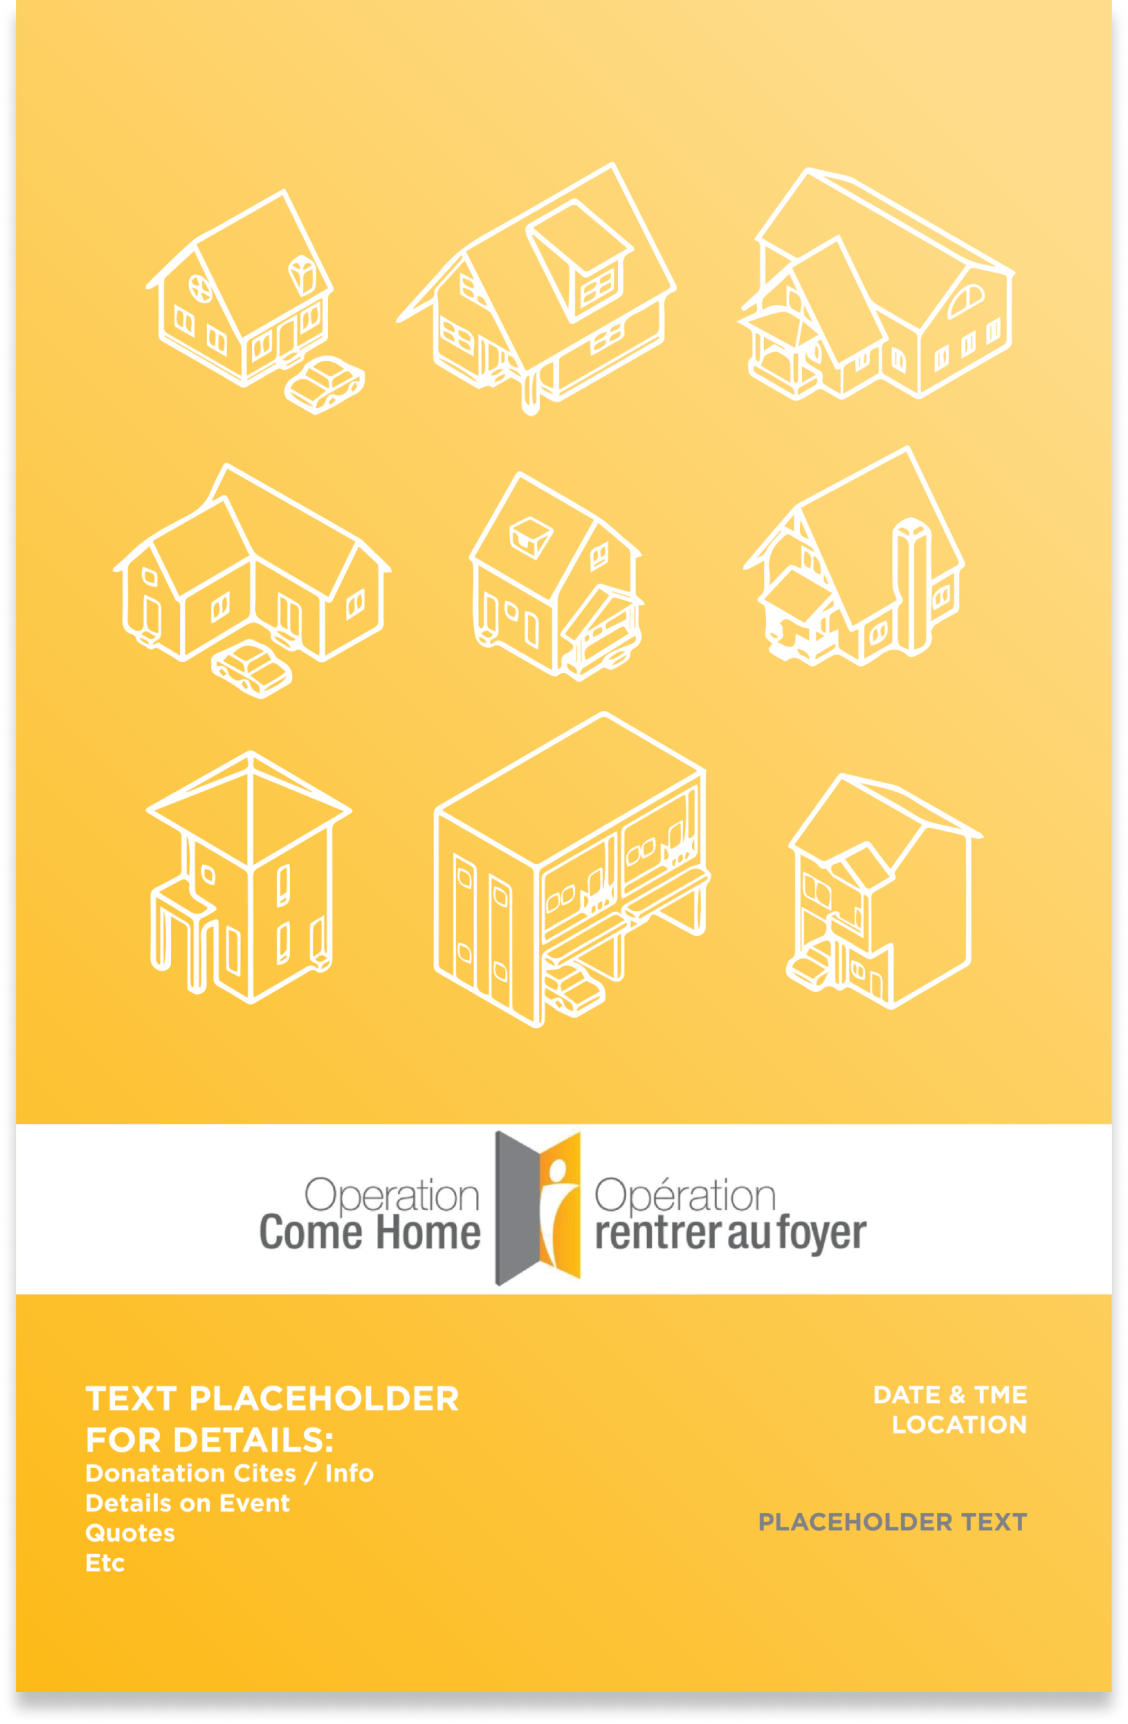 Operation
Come Home
Opération
rentrer au foyer
TEXT PLACEHOLDER
FOR DETAILS:
Donatation Cites / Info
Details on Event
Quotes
Etc
DATE & TME
LOCATION
PLACEHOLDER TEXT